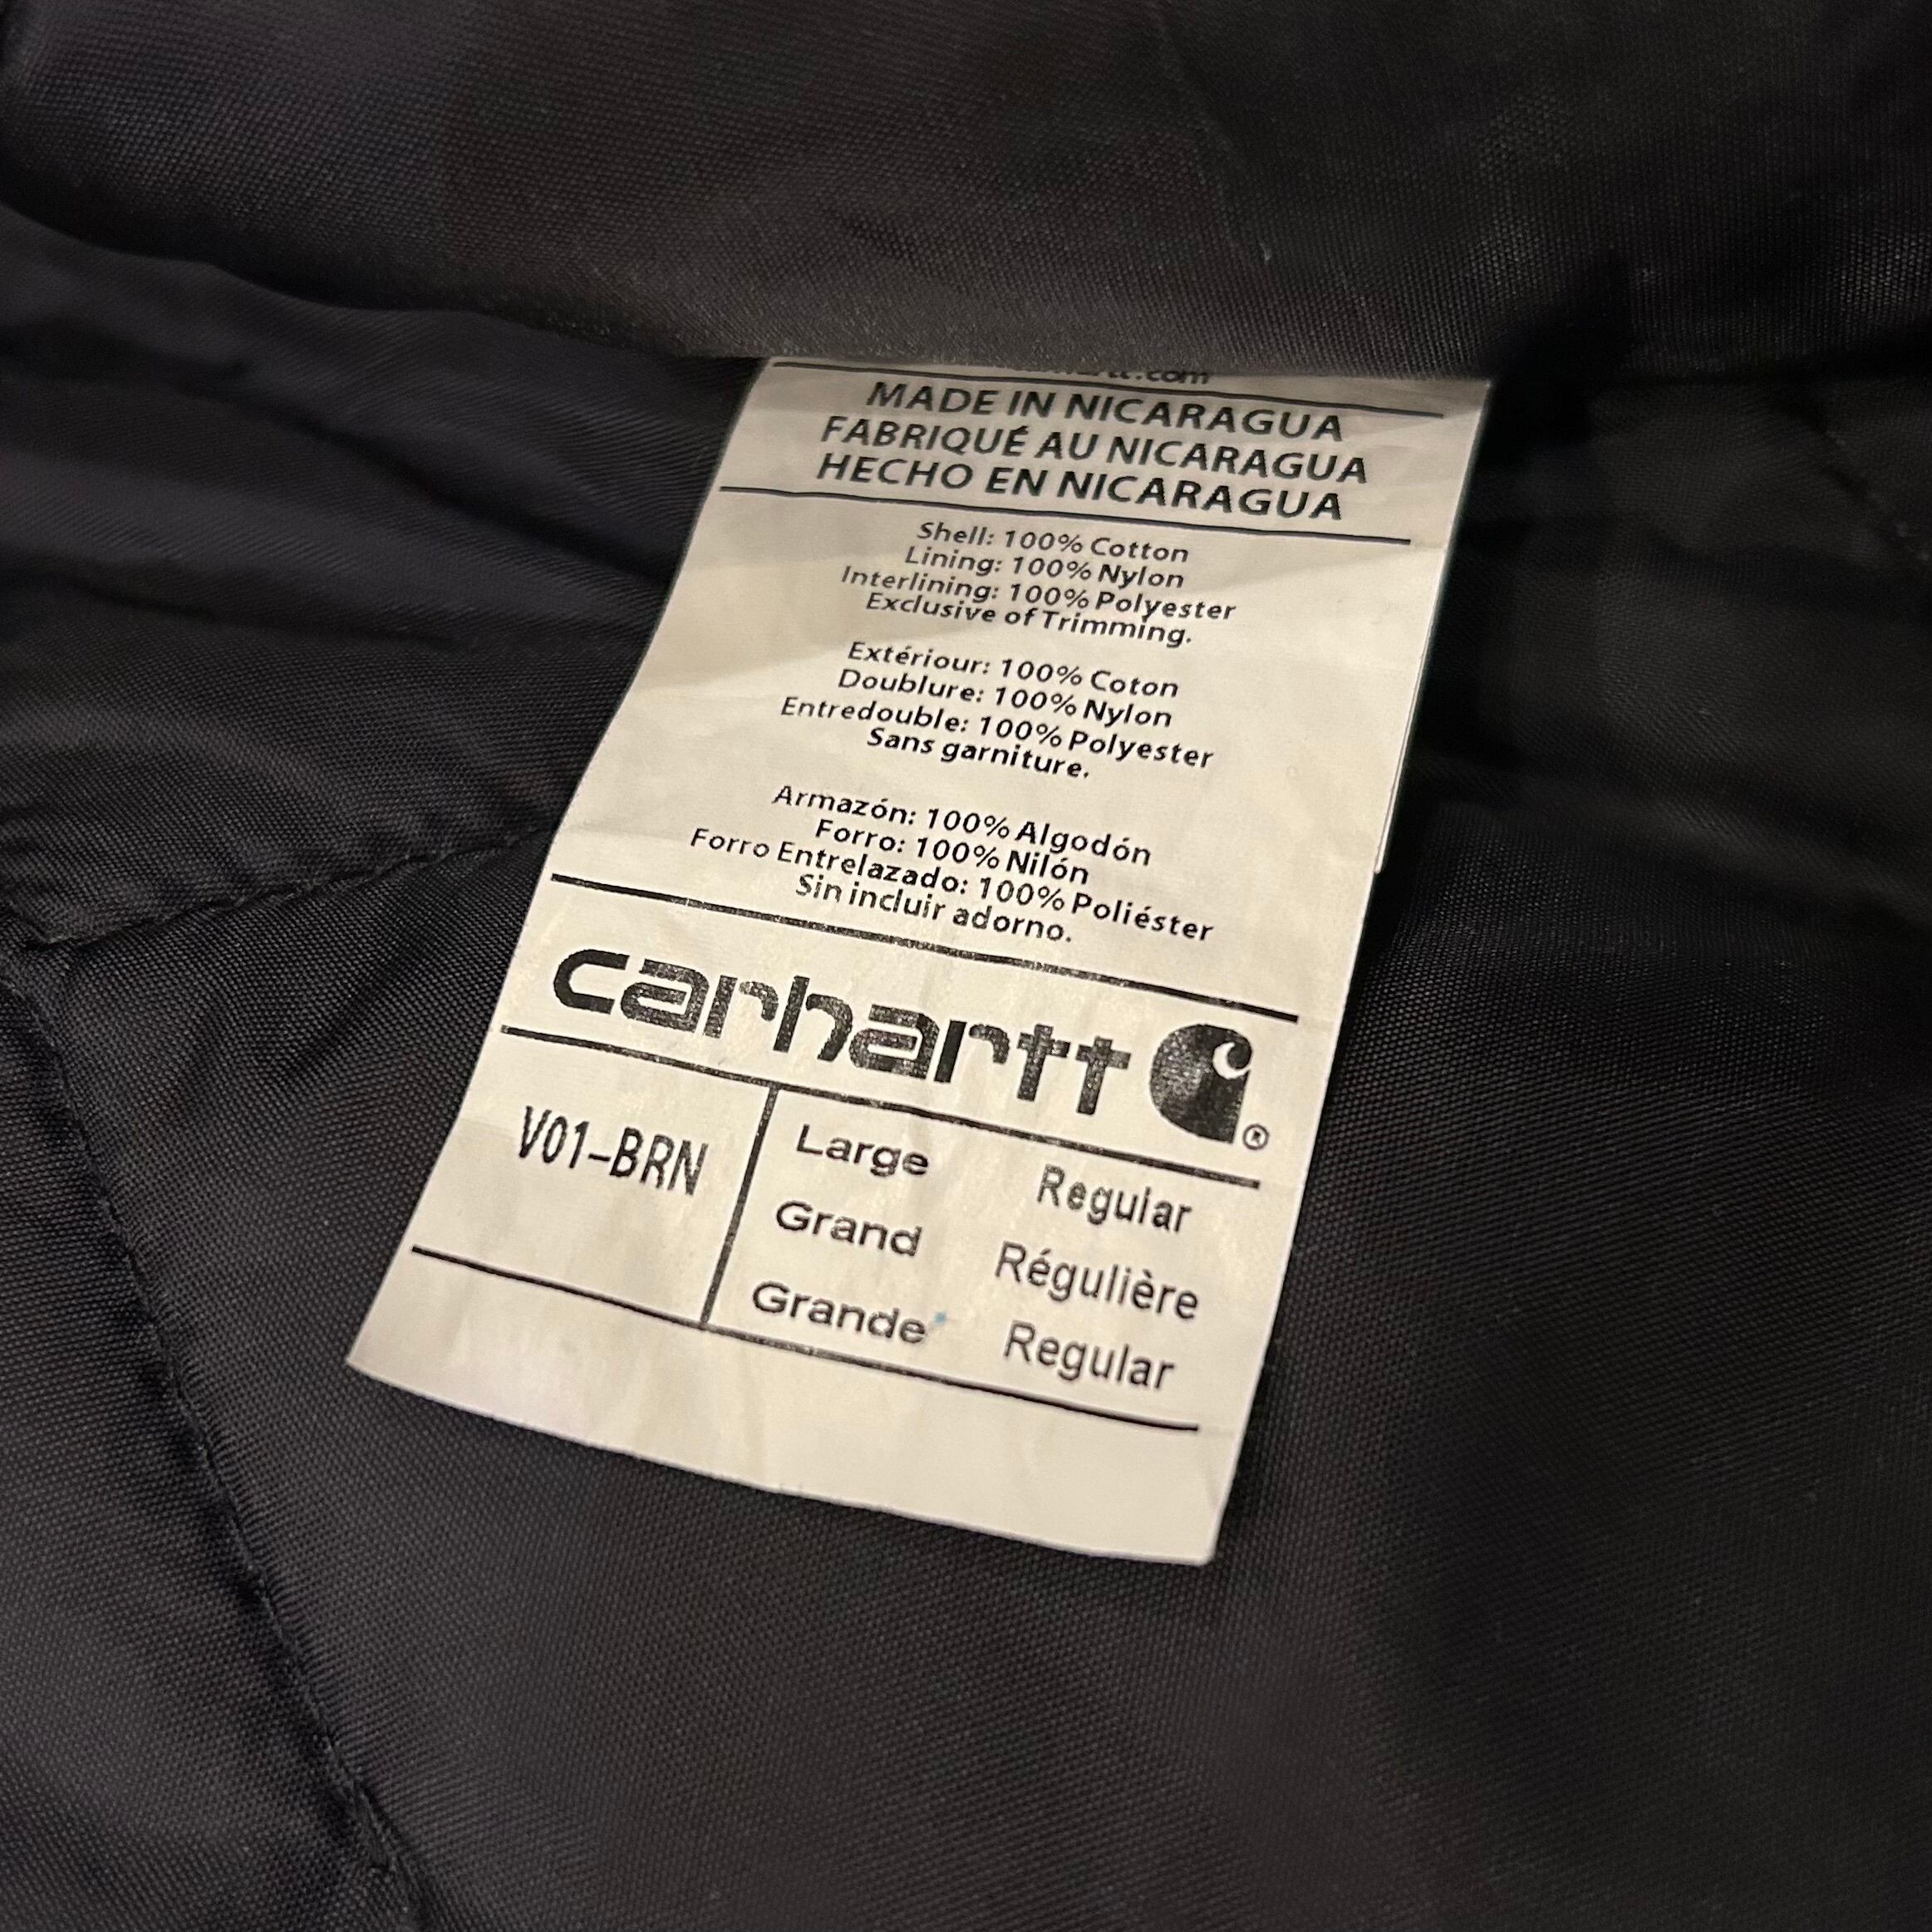 MADE IN NICARAGUA
FABRIQUÉ AU NICARAGUA
HECHO EN NICARAGUA
Shell: 100% Cotton
Lining: 100% Nylon
Interlining: 100% Polyester
Exclusive of Trimming.
Extériour: 100% Coton
Doublure: 100% Nylon
Entredouble: 100% Polyester
Sans garniture.
Armazón: 100% Algodón
Forro: 100% Nilón
Forro Entrelazado: 100% Poliéster
Sin incluir adorno.
carhartt ®
V01-BRN
Large Regular
Grand Régulière
Grande Regular